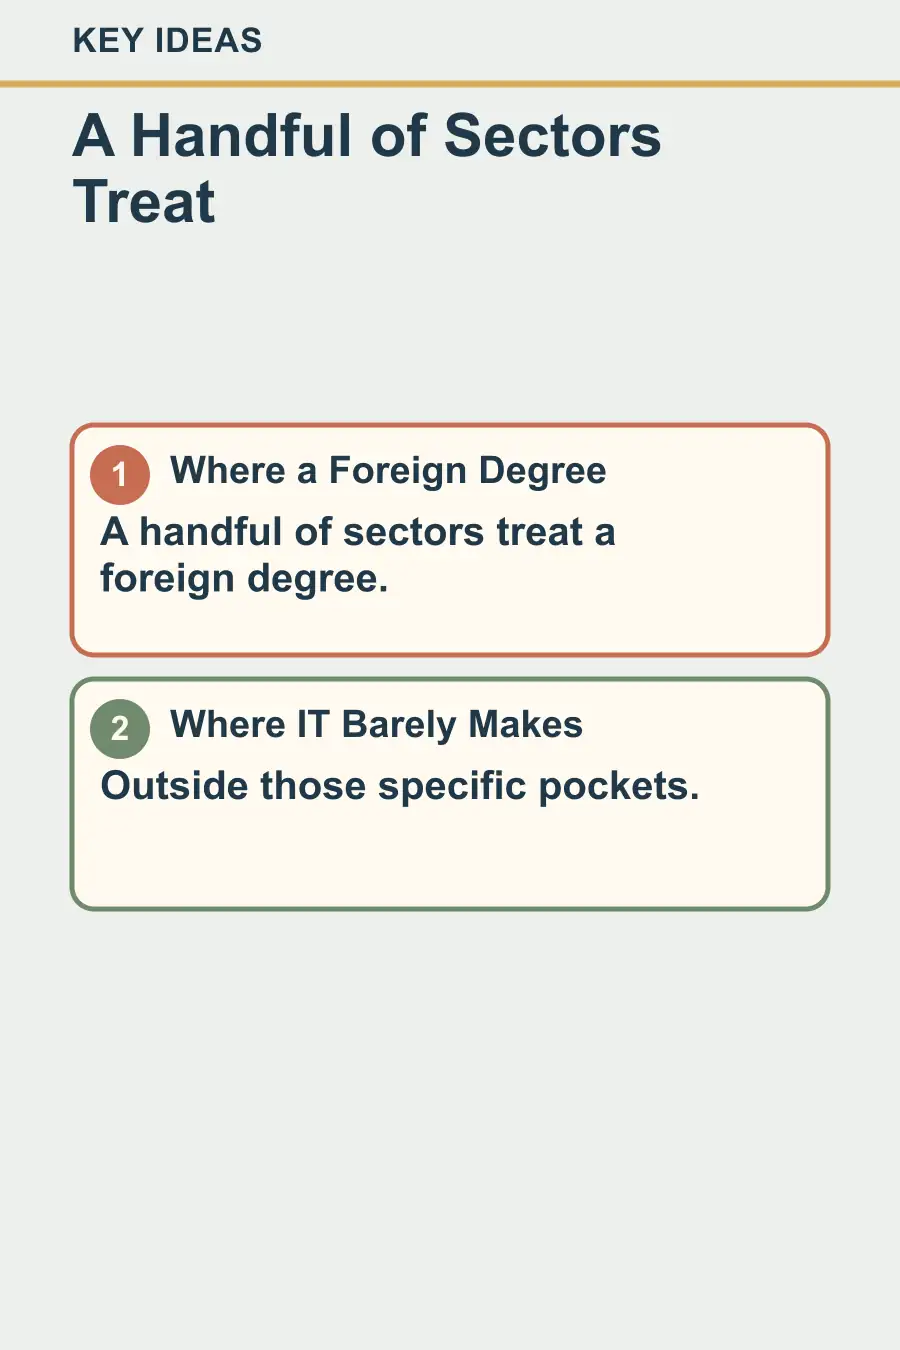 KEY IDEAS
A Handful of Sectors
Treat
1 Where a Foreign Degree
A handful of sectors treat a
foreign degree.
2 Where IT Barely Makes
Outside those specific pockets.